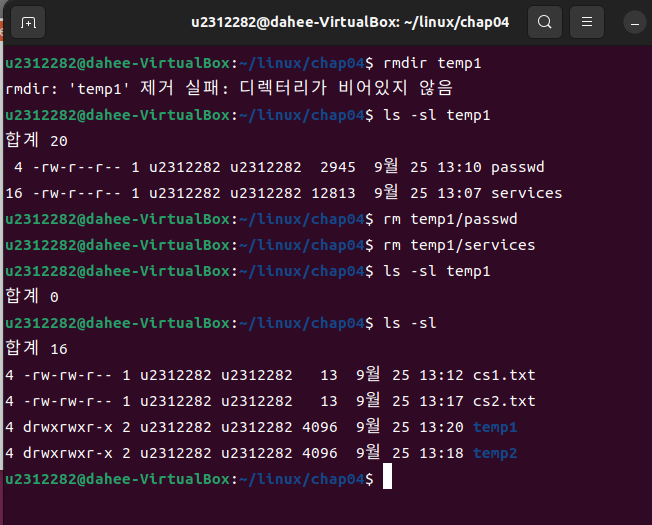 u2312282@dahee-VirtualBox: ~/linux/chap04
u2312282@dahee-VirtualBox:~/linux/chap04$ rmdir temp1
rmdir: 'temp1' 제거 실패: 디렉터리가 비어있지 않음
u2312282@dahee-VirtualBox:~/linux/chap04$ ls -sl temp1
합계 20
 4 -rw-r--r-- 1 u2312282 u2312282  2945  9월 25 13:10 passwd
16 -rw-r--r-- 1 u2312282 u2312282 12813  9월 25 13:07 services
u2312282@dahee-VirtualBox:~/linux/chap04$ rm temp1/passwd
u2312282@dahee-VirtualBox:~/linux/chap04$ rm temp1/services
u2312282@dahee-VirtualBox:~/linux/chap04$ ls -sl temp1
합계 0
u2312282@dahee-VirtualBox:~/linux/chap04$ ls -sl
합계 16
4 -rw-rw-r-- 1 u2312282 u2312282   13  9월 25 13:12 cs1.txt
4 -rw-rw-r-- 1 u2312282 u2312282   13  9월 25 13:17 cs2.txt
4 drwxrwxr-x 2 u2312282 u2312282 4096  9월 25 13:20 temp1
4 drwxrwxr-x 2 u2312282 u2312282 4096  9월 25 13:18 temp2
u2312282@dahee-VirtualBox:~/linux/chap04$